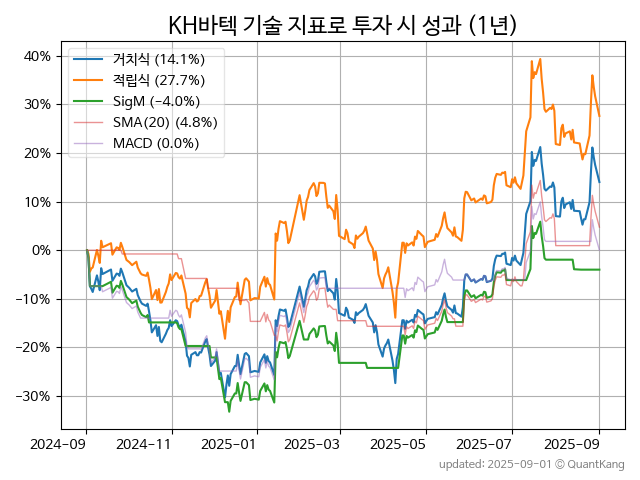 KH바텍 기술 지표로 투자 시 성과 (1년)
거치식 (14.1%)
적립식 (27.7%)
SigM (−4.0%)
SMA(20) (4.8%)
MACD (0.0%)
40%
30%
20%
10%
0%
−10%
−20%
−30%
2024-09 2024-11 2025-01 2025-03 2025-05 2025-07 2025-09
updated: 2025-09-01 © QuantKang